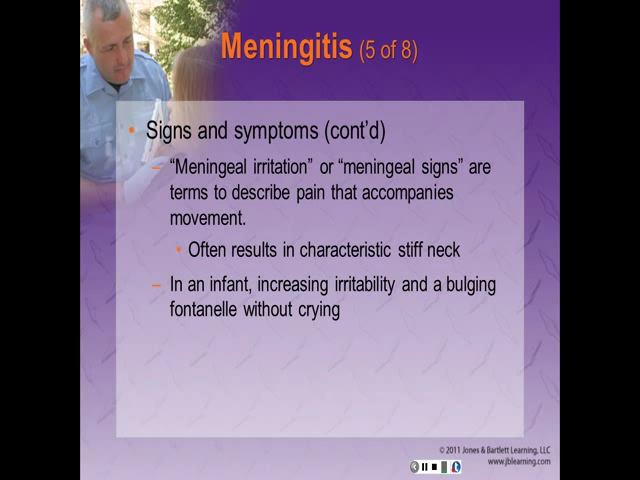 Meningitis (5 of 8)
• Signs and symptoms (cont’d)
– “Meningeal irritation” or “meningeal signs” are
terms to describe pain that accompanies
movement.
• Often results in characteristic stiff neck
– In an infant, increasing irritability and a bulging
fontanelle without crying
© 2011 Jones & Bartlett Learning, LLC
www.jblearning.com